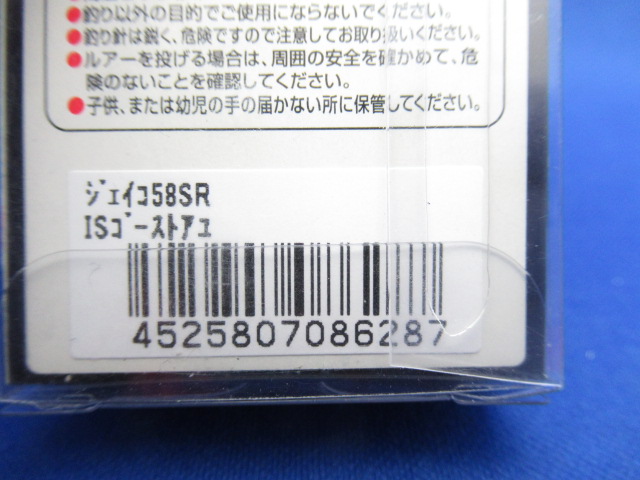 ●釣り以外の目的でご使用にならないでください。
●釣り針は鋭く、危険ですので注意してお取り扱いください。
●ルアーを投げる場合は、周囲の安全を確かめて、危
険のないことを確認してください。
●子供、または幼児の手の届かない所に保管してください。
ジェイコ58SR
ISゴーストアユ
4525807086287